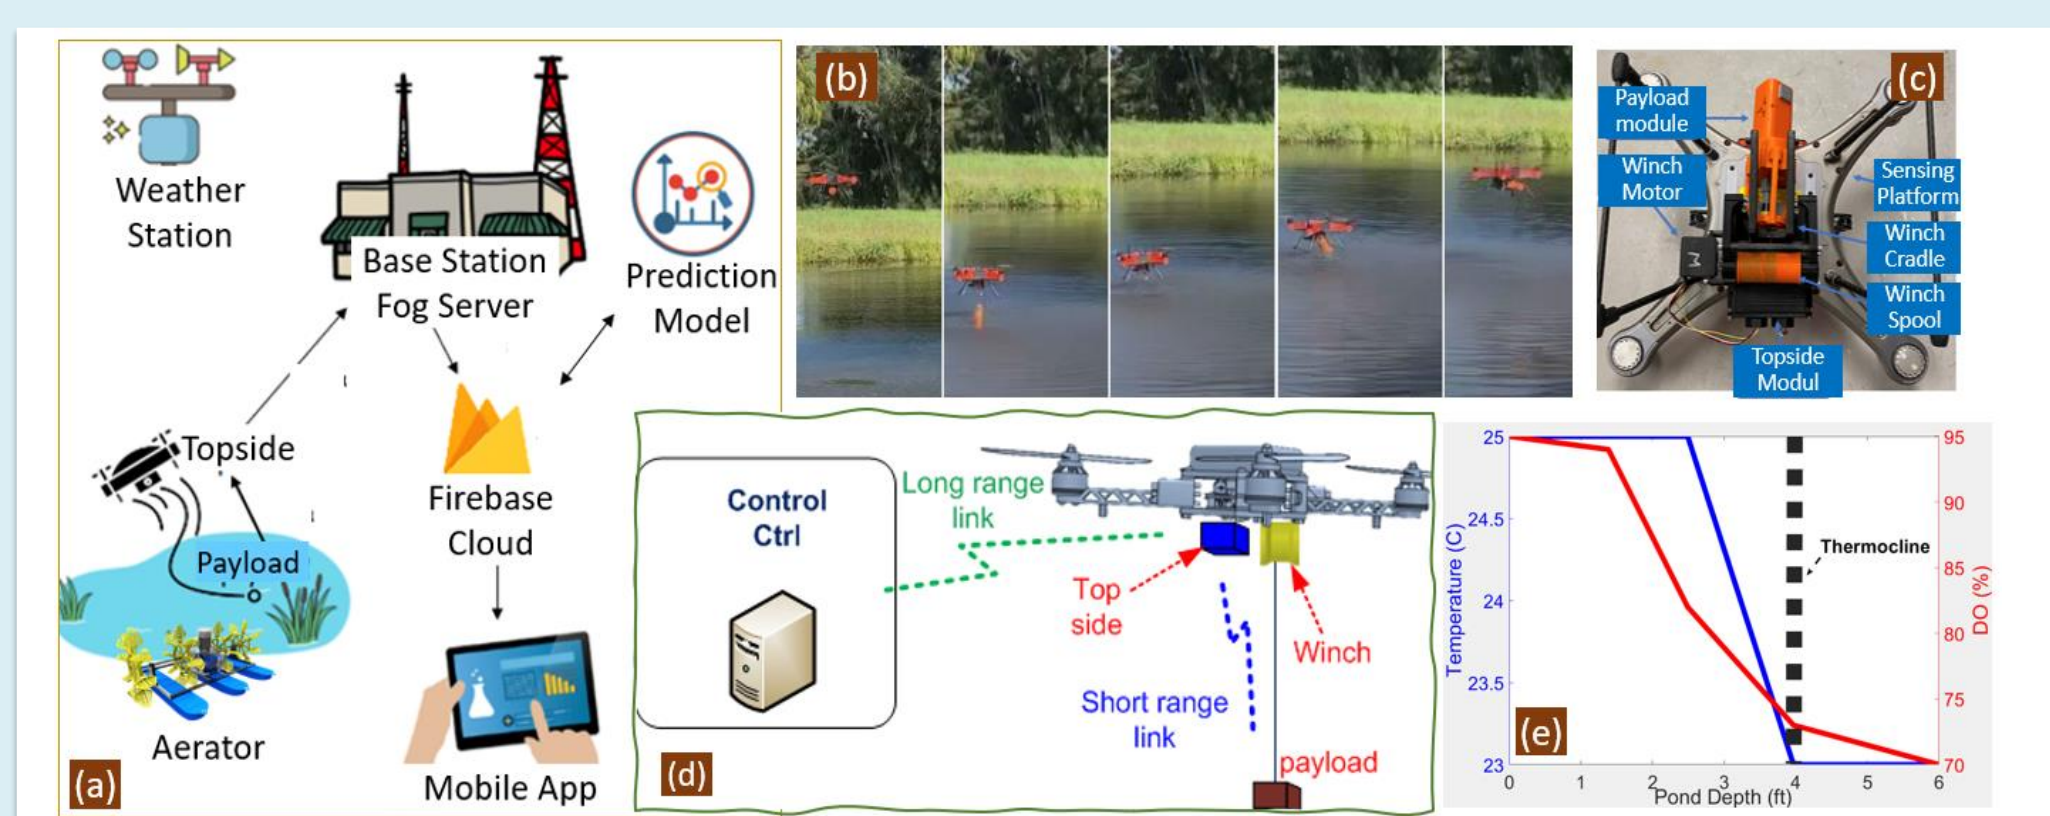 Weather
Station
Base Station
Fog Server
Prediction
Model
Topside
Payload
Firebase
Cloud
Aerator
Mobile App
(a)
(b)
(c)
Payload
module
Winch
Motor
M
Sensing
Platform
Winch
Cradle
Winch
Spool
Topside
Modul
Control
Ctrl
Long range
link
Top
side
Winch
Short range
link
payload
(d)
Temperature (C)
25
24.5
24
23.5
23
95
90
85
80
75
70
DO (%)
Thermocline
0 1 2 3 4 5 6
Pond Depth (ft)
(e)